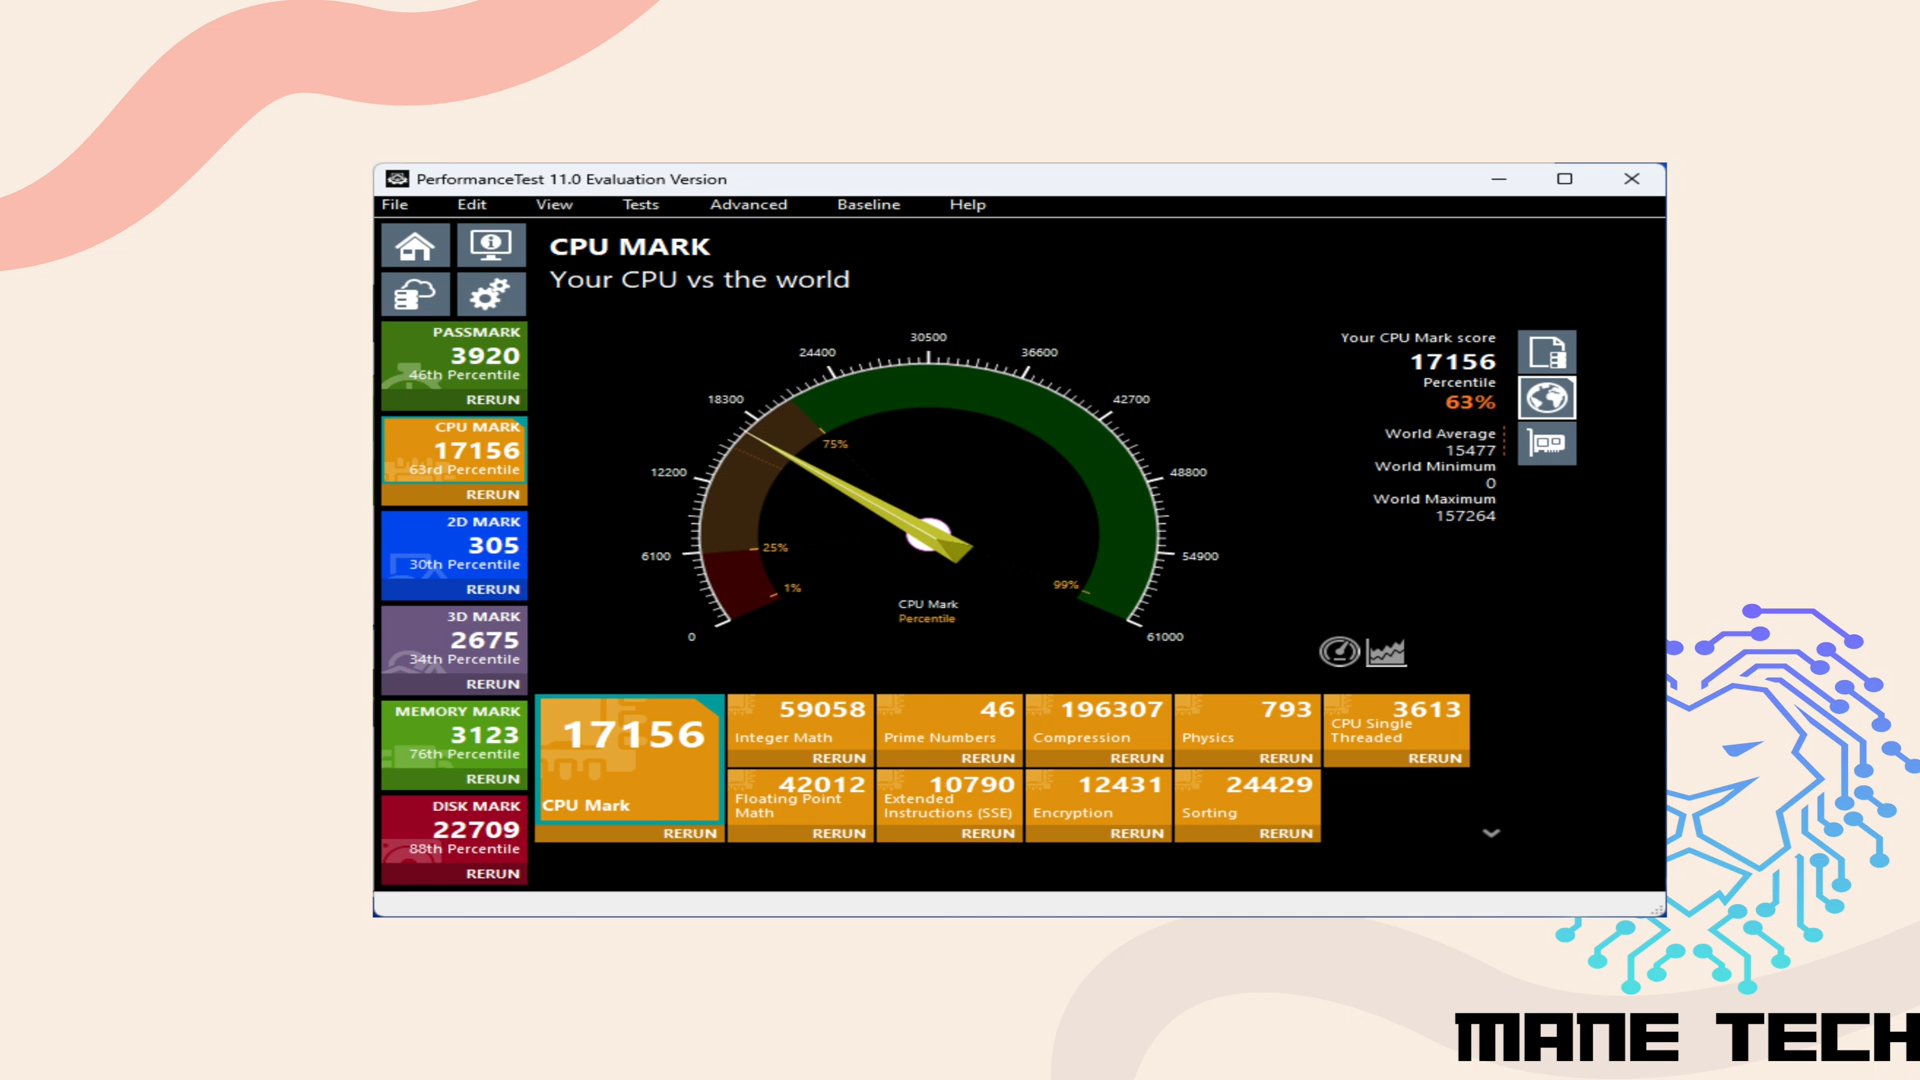 PerformanceTest 11.0 Evaluation Version
File Edit View Tests Advanced Baseline Help
CPU MARK
Your CPU vs the world
PASSMARK
3920
46th Percentile
RERUN
CPU MARK
17156
63rd Percentile
RERUN
2D MARK
305
30th Percentile
RERUN
3D MARK
2675
34th Percentile
RERUN
MEMORY MARK
3123
76th Percentile
RERUN
DISK MARK
22709
88th Percentile
RERUN
0
6100
12200
18300
24400
30500
36600
42700
48800
54900
61000
1%
25%
75%
99%
CPU Mark
Percentile
Your CPU Mark score
17156
Percentile
63%
World Average
15477
World Minimum
0
World Maximum
157264
17156
CPU Mark
RERUN
59058
Integer Math
RERUN
46
Prime Numbers
RERUN
196307
Compression
RERUN
793
Physics
RERUN
3613
CPU Single
Threaded
RERUN
42012
Floating Point
Math
RERUN
10790
Extended
Instructions (SSE)
RERUN
12431
Encryption
RERUN
24429
Sorting
RERUN
MANE TECH